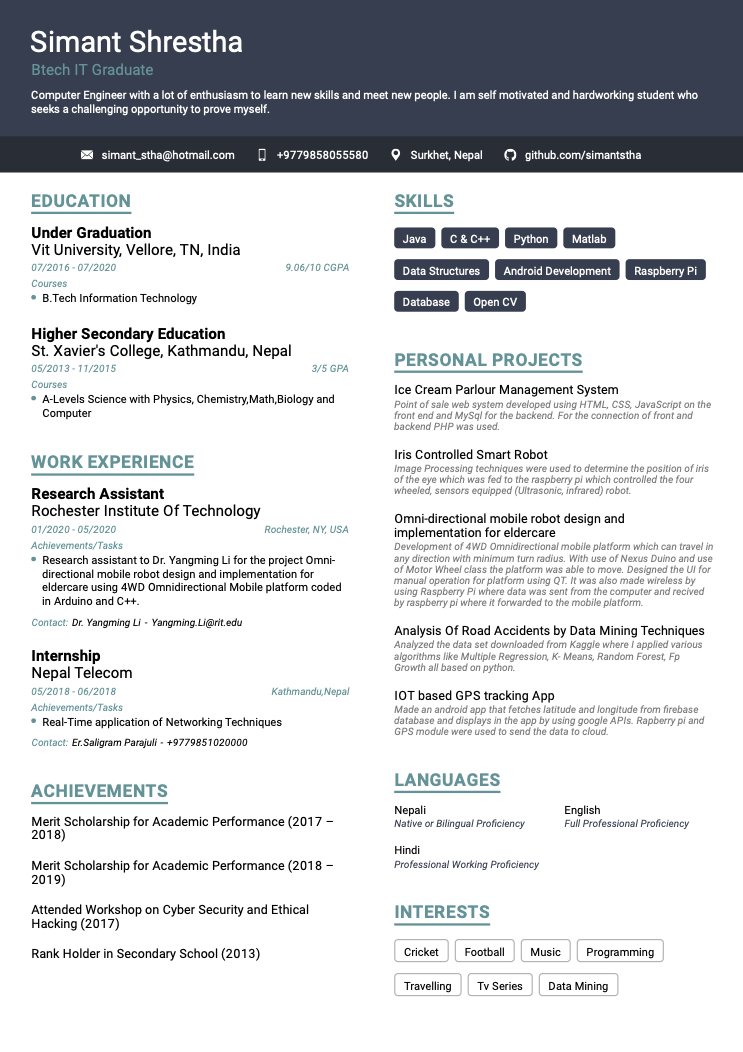 Simant Shrestha
Btech IT Graduate
Computer Engineer with a lot of enthusiasm to learn new skills and meet new people. I am self motivated and hardworking student who
seeks a challenging opportunity to prove myself.
simant_stha@hotmail.com
+9779858055580
Surkhet, Nepal
github.com/simantstha
EDUCATION
Under Graduation
Vit University, Vellore, TN, India
07/2016 - 07/2020
9.06/10 CGPA
Courses
B.Tech Information Technology
Higher Secondary Education
St. Xavier's College, Kathmandu, Nepal
05/2013 - 11/2015
3/5 GPA
Courses
A-Levels Science with Physics, Chemistry,Math,Biology and
Computer
WORK EXPERIENCE
Research Assistant
Rochester Institute Of Technology
01/2020 - 05/2020
Rochester, NY, USA
Achievements/Tasks
Research assistant to Dr. Yangming Li for the project Omni-
directional mobile robot design and implementation for
eldercare using 4WD Omnidirectional Mobile platform coded
in Arduino and C++.
Contact: Dr. Yangming Li - Yangming.Li@rit.edu
Internship
Nepal Telecom
05/2018 - 06/2018
Kathmandu,Nepal
Achievements/Tasks
Real-Time application of Networking Techniques
Contact: Er.Saligram Parajuli - +9779851020000
ACHIEVEMENTS
Merit Scholarship for Academic Performance (2017 –
2018)
Merit Scholarship for Academic Performance (2018 –
2019)
Attended Workshop on Cyber Security and Ethical
Hacking (2017)
Rank Holder in Secondary School (2013)
SKILLS
Java
C & C++
Python
Matlab
Data Structures
Android Development
Raspberry Pi
Database
Open CV
PERSONAL PROJECTS
Ice Cream Parlour Management System
Point of sale web system developed using HTML, CSS, JavaScript on the
front end and MySql for the backend. For the connection of front and
backend PHP was used.
Iris Controlled Smart Robot
Image Processing techniques were used to determine the position of iris
of the eye which was fed to the raspberry pi which controlled the four
wheeled, sensors equipped (Ultrasonic, infrared) robot.
Omni-directional mobile robot design and
implementation for eldercare
Development of 4WD Omnidirectional mobile platform which can travel in
any direction with minimum turn radius. With use of Nexus Duino and use
of Motor Wheel class the platform was able to move. Designed the UI for
manual operation for platform using QT. It was also made wireless by
using Raspberry Pi where data was sent from the computer and recived
by raspberry pi where it forwarded to the mobile platform.
Analysis Of Road Accidents by Data Mining Techniques
Analyzed the data set downloaded from Kaggle where I applied various
algorithms like Multiple Regression, K- Means, Random Forest, Fp
Growth all based on python.
IOT based GPS tracking App
Made an android app that fetches latitude and longitude from firebase
database and displays in the app by using google APIs. Rapberry pi and
GPS module were used to send the data to cloud.
LANGUAGES
Nepali
Native or Bilingual Proficiency
English
Full Professional Proficiency
Hindi
Professional Working Proficiency
INTERESTS
Cricket
Football
Music
Programming
Travelling
Tv Series
Data Mining